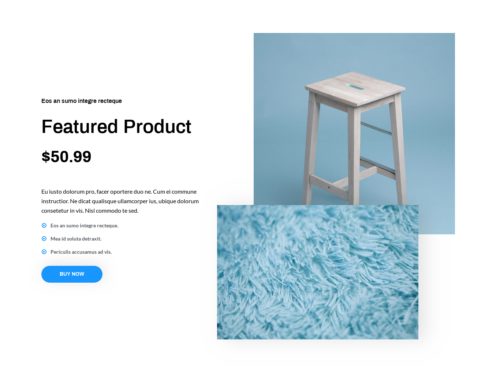 Eos an sumo integre recteque
Featured Product
$50.99
Eu iusto dolorum pro, facer oportere duo ne. Cum ei commune
instructior. Ne dicat qualisque ullamcorper ius, ubique dolorum
consetetur in vis. Nisl commodo te sed.
Eos an sumo integre recteque.
Mea id soluta detraxit.
Periculis accusamus ad vis.
BUY NOW